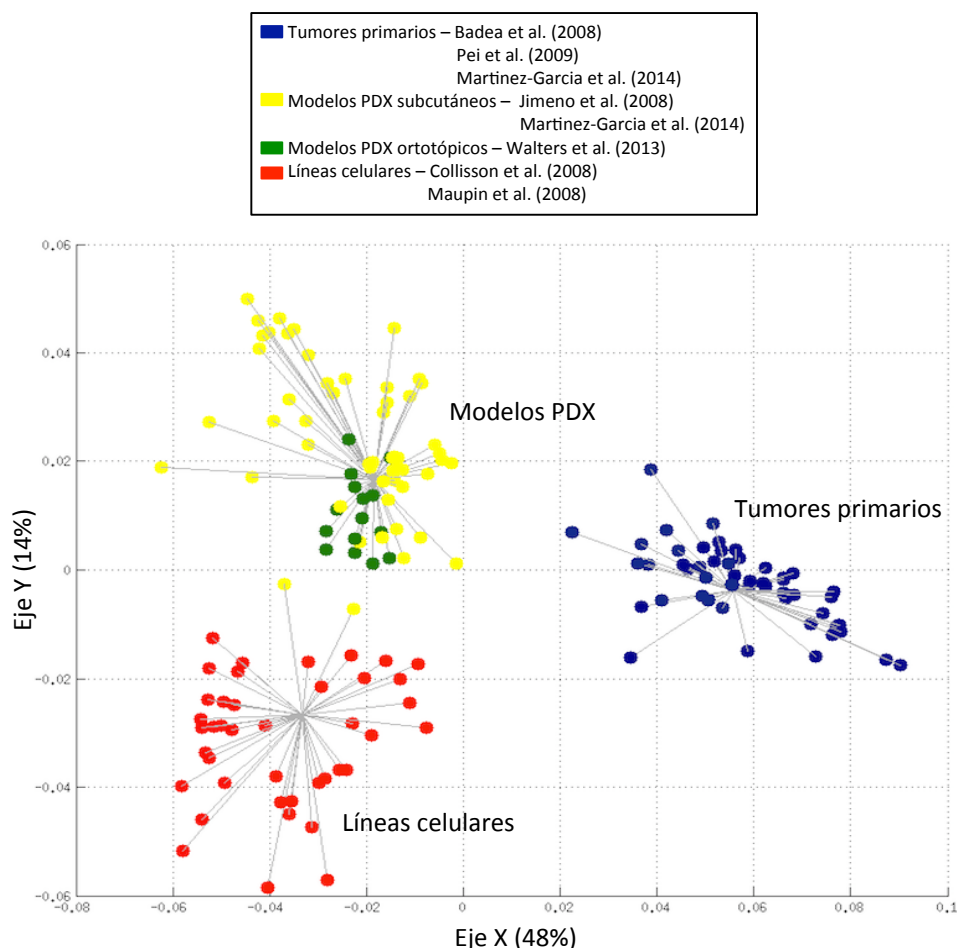 Tumores primarios – Badea et al. (2008)
Pei et al. (2009)
Martinez-Garcia et al. (2014)
Modelos PDX subcutáneos – Jimeno et al. (2008)
Martinez-Garcia et al. (2014)
Modelos PDX ortotópicos – Walters et al. (2013)
Líneas celulares – Collisson et al. (2008)
Maupin et al. (2008)
0.06
0.04
Modelos PDX
0.02
Tumores primarios
Eje Y (14%)
0
-0.02
-0.04
Líneas celulares
-0.06
-0.08 -0.06 -0.04 -0.02 0 0.02 0.04 0.06 0.08 0.1
Eje X (48%)